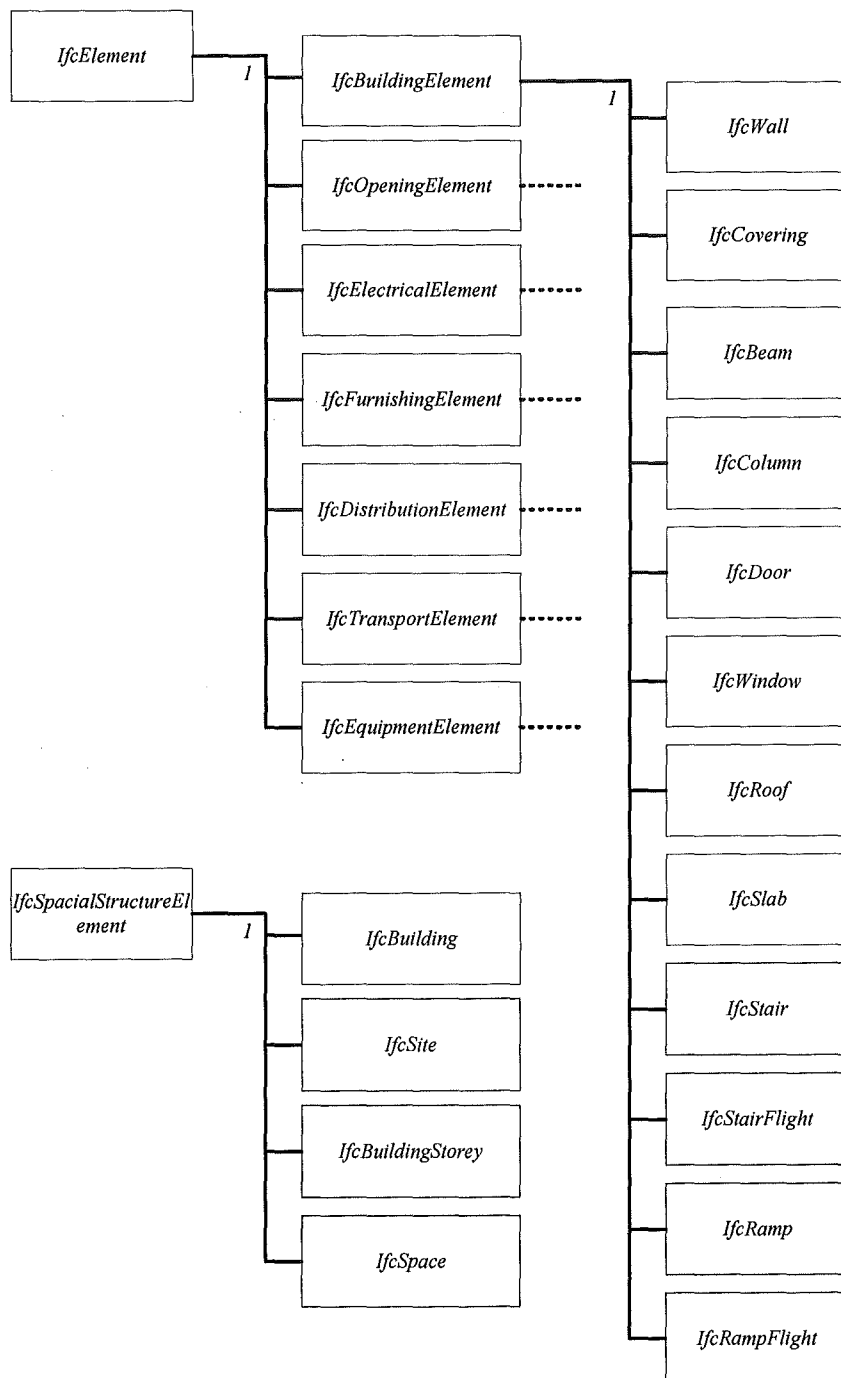 IfcElement
1
IfcBuildingElement
IfcOpeningElement
IfcElectricalElement
IfcFurnishingElement
IfcDistributionElement
IfcTransportElement
IfcEquipmentElement
1
IfcWall
IfcCovering
IfcBeam
IfcColumn
IfcDoor
IfcWindow
IfcRoof
IfcSlab
IfcStair
IfcStairFlight
IfcRamp
IfcRampFlight
IfcSpacialStructureEl
ement
1
IfcBuilding
IfcSite
IfcBuildingStorey
IfcSpace